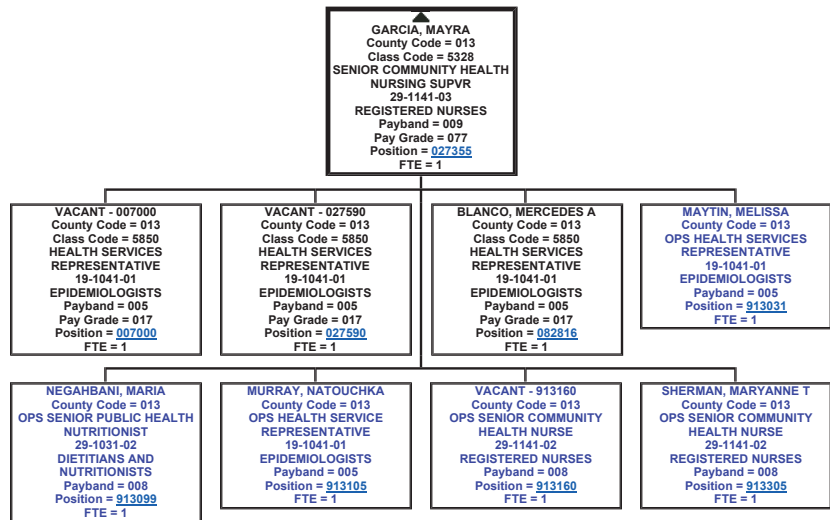 GARCIA, MAYRA
County Code = 013
Class Code = 5328
SENIOR COMMUNITY HEALTH
NURSING SUPVR
29-1141-03
REGISTERED NURSES
Payband = 009
Pay Grade = 077
Position = 027355
FTE = 1
VACANT - 007000
County Code = 013
Class Code = 5850
HEALTH SERVICES
REPRESENTATIVE
19-1041-01
EPIDEMIOLOGISTS
Payband = 005
Pay Grade = 017
Position = 007000
FTE = 1
VACANT - 027590
County Code = 013
Class Code = 5850
HEALTH SERVICES
REPRESENTATIVE
19-1041-01
EPIDEMIOLOGISTS
Payband = 005
Pay Grade = 017
Position = 027590
FTE = 1
BLANCO, MERCEDES A
County Code = 013
Class Code = 5850
HEALTH SERVICES
REPRESENTATIVE
19-1041-01
EPIDEMIOLOGISTS
Payband = 005
Pay Grade = 017
Position = 082816
FTE = 1
MAYTIN, MELISSA
County Code = 013
OPS HEALTH SERVICES
REPRESENTATIVE
19-1041-01
EPIDEMIOLOGISTS
Payband = 005
Position = 913031
FTE = 1
NEGAHBANI, MARIA
County Code = 013
OPS SENIOR PUBLIC HEALTH
NUTRITIONIST
29-1031-02
DIETITIANS AND
NUTRITIONISTS
Payband = 008
Position = 913099
FTE = 1
MURRAY, NATOUCHKA
County Code = 013
OPS HEALTH SERVICE
REPRESENTATIVE
19-1041-01
EPIDEMIOLOGISTS
Payband = 005
Position = 913105
FTE = 1
VACANT - 913160
County Code = 013
OPS SENIOR COMMUNITY
HEALTH NURSE
29-1141-02
REGISTERED NURSES
Payband = 008
Position = 913160
FTE = 1
SHERMAN, MARYANNE T
County Code = 013
OPS SENIOR COMMUNITY
HEALTH NURSE
29-1141-02
REGISTERED NURSES
Payband = 008
Position = 913305
FTE = 1